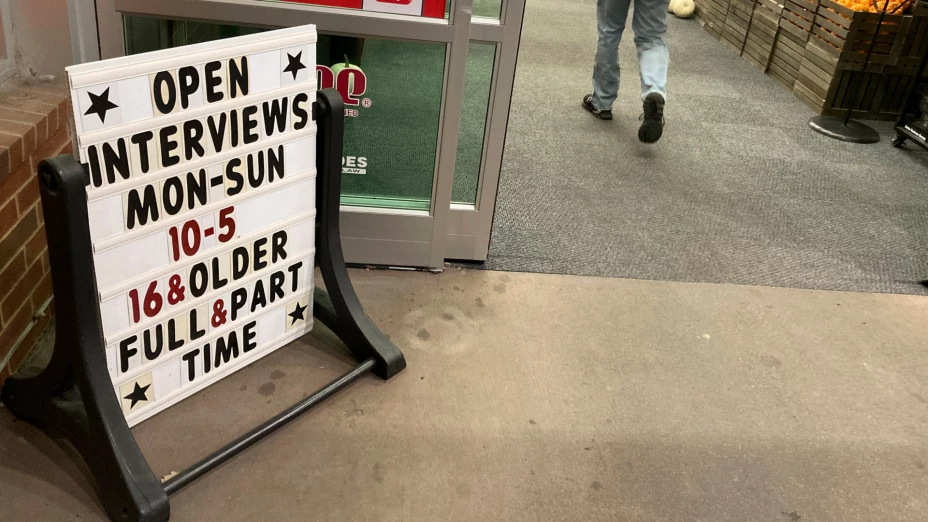 OPEN
INTERVIEWS
MON-SUN
10-5
16&OLDER
FULL&PART
TIME